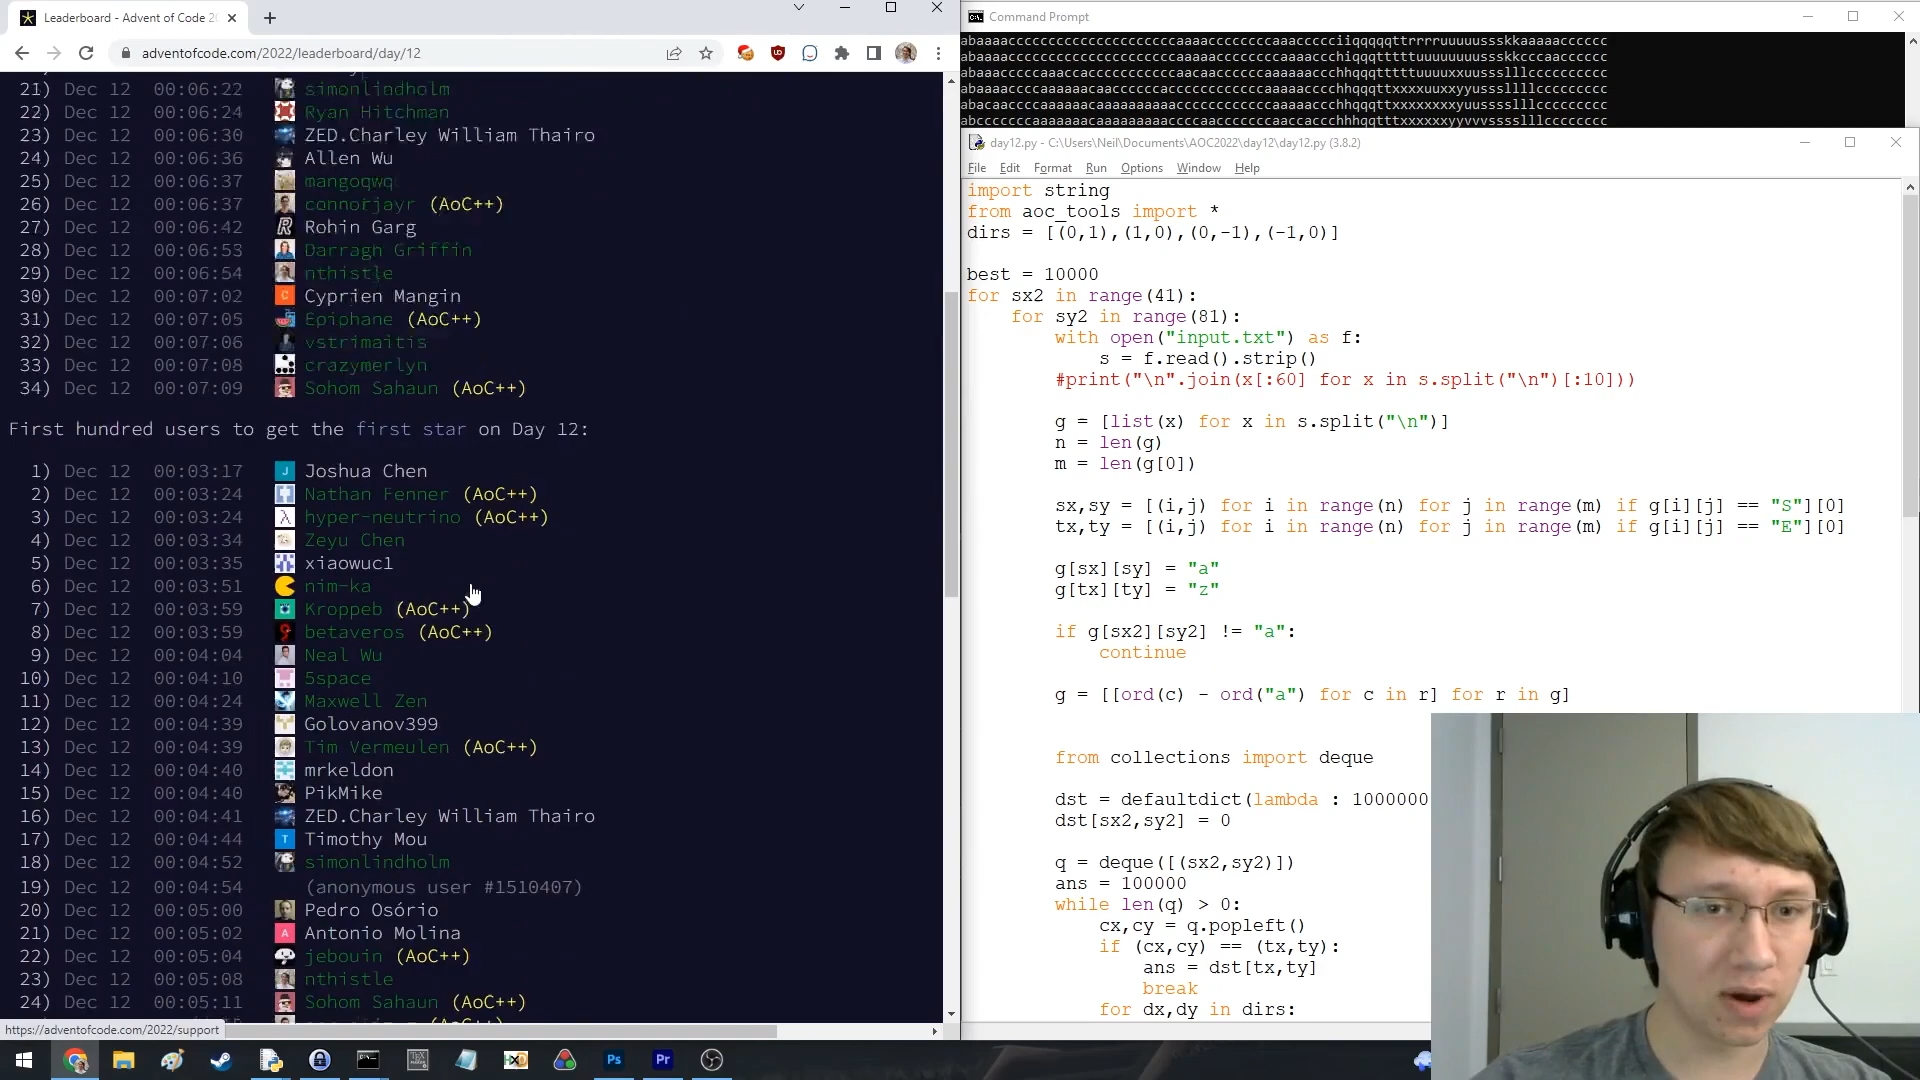 Leaderboard - Advent of Code 20
adventofcode.com/2022/leaderboard/day/12
21) Dec 12 00:06:22 simonlindholm
22) Dec 12 00:06:24 Ryan Hitchman
23) Dec 12 00:06:30 ZED.Charley William Thairo
24) Dec 12 00:06:36 Allen Wu
25) Dec 12 00:06:37 mangoqwq
26) Dec 12 00:06:37 connorjayr (AoC++)
27) Dec 12 00:06:42 Rohin Garg
28) Dec 12 00:06:53 Darragh Griffin
29) Dec 12 00:06:54 nthistle
30) Dec 12 00:07:02 Cyprien Mangin
31) Dec 12 00:07:05 Epiphane (AoC++)
32) Dec 12 00:07:06 vstrimaitis
33) Dec 12 00:07:08 crazymerlyn
34) Dec 12 00:07:09 Sohom Sahaun (AoC++)
First hundred users to get the first star on Day 12:
1) Dec 12 00:03:17 Joshua Chen
2) Dec 12 00:03:24 Nathan Fenner (AoC++)
3) Dec 12 00:03:24 hyper-neutrino (AoC++)
4) Dec 12 00:03:34 Zeyu Chen
5) Dec 12 00:03:35 xiaowuc1
6) Dec 12 00:03:51 nim-ka
7) Dec 12 00:03:59 Kroppeb (AoC++)
8) Dec 12 00:03:59 betaveros (AoC++)
9) Dec 12 00:04:04 Neal Wu
10) Dec 12 00:04:10 5space
11) Dec 12 00:04:24 Maxwell Zen
12) Dec 12 00:04:39 Golovanov399
13) Dec 12 00:04:39 Tim Vermeulen (AoC++)
14) Dec 12 00:04:40 mrkeldon
15) Dec 12 00:04:40 PikMike
16) Dec 12 00:04:41 ZED.Charley William Thairo
17) Dec 12 00:04:44 Timothy Mou
18) Dec 12 00:04:52 simonlindholm
19) Dec 12 00:04:54 (anonymous user #1510407)
20) Dec 12 00:05:00 Pedro Osório
21) Dec 12 00:05:02 Antonio Molina
22) Dec 12 00:05:04 jebouin (AoC++)
23) Dec 12 00:05:08 nthistle
24) Dec 12 00:05:11 Sohom Sahaun (AoC++)
https://adventofcode.com/2022/support
Command Prompt
day12.py - C:\Users\Neil\Documents\AOC2022\day12\day12.py (3.8.2)
File Edit Format Run Options Window Help
import string
from aoc_tools import *
dirs = [(0,1),(1,0),(0,-1),(-1,0)]
best = 10000
for sx2 in range(41):
for sy2 in range(81):
with open("input.txt") as f:
s = f.read().strip()
#print("\n".join(x[:60] for x in s.split("\n")[:10]))
g = [list(x) for x in s.split("\n")]
n = len(g)
m = len(g[0])
sx,sy = [(i,j) for i in range(n) for j in range(m) if g[i][j] == "S"][0]
tx,ty = [(i,j) for i in range(n) for j in range(m) if g[i][j] == "E"][0]
g[sx][sy] = "a"
g[tx][ty] = "z"
if g[sx2][sy2] != "a":
continue
g = [[ord(c) - ord("a") for c in r] for r in g]
from collections import deque
dst = defaultdict(lambda : 1000000
dst[sx2,sy2] = 0
q = deque([(sx2,sy2)])
ans = 100000
while len(q) > 0:
cx,cy = q.popleft()
if (cx,cy) == (tx,ty):
ans = dst[tx,ty]
break
for dx,dy in dirs: